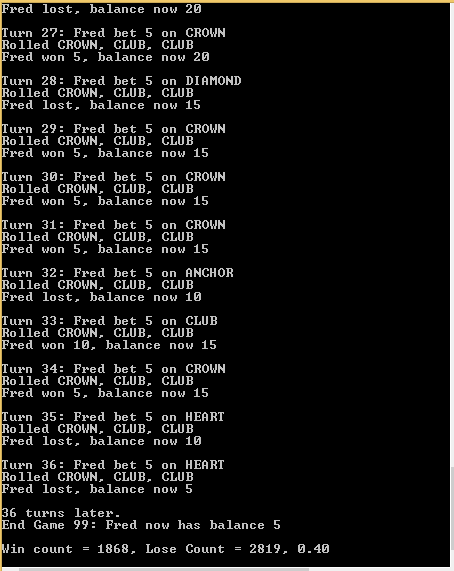 Fred lost, balance now 20
Turn 27: Fred bet 5 on CROWN
Rolled CROWN, CLUB, CLUB
Fred won 5, balance now 20
Turn 28: Fred bet 5 on DIAMOND
Rolled CROWN, CLUB, CLUB
Fred lost, balance now 15
Turn 29: Fred bet 5 on CROWN
Rolled CROWN, CLUB, CLUB
Fred won 5, balance now 15
Turn 30: Fred bet 5 on CROWN
Rolled CROWN, CLUB, CLUB
Fred won 5, balance now 15
Turn 31: Fred bet 5 on CROWN
Rolled CROWN, CLUB, CLUB
Fred won 5, balance now 15
Turn 32: Fred bet 5 on ANCHOR
Rolled CROWN, CLUB, CLUB
Fred lost, balance now 10
Turn 33: Fred bet 5 on CLUB
Rolled CROWN, CLUB, CLUB
Fred won 10, balance now 15
Turn 34: Fred bet 5 on CROWN
Rolled CROWN, CLUB, CLUB
Fred won 5, balance now 15
Turn 35: Fred bet 5 on HEART
Rolled CROWN, CLUB, CLUB
Fred lost, balance now 10
Turn 36: Fred bet 5 on HEART
Rolled CROWN, CLUB, CLUB
Fred lost, balance now 5
36 turns later.
End Game 99: Fred now has balance 5
Win count = 1868, Lose Count = 2819, 0.40